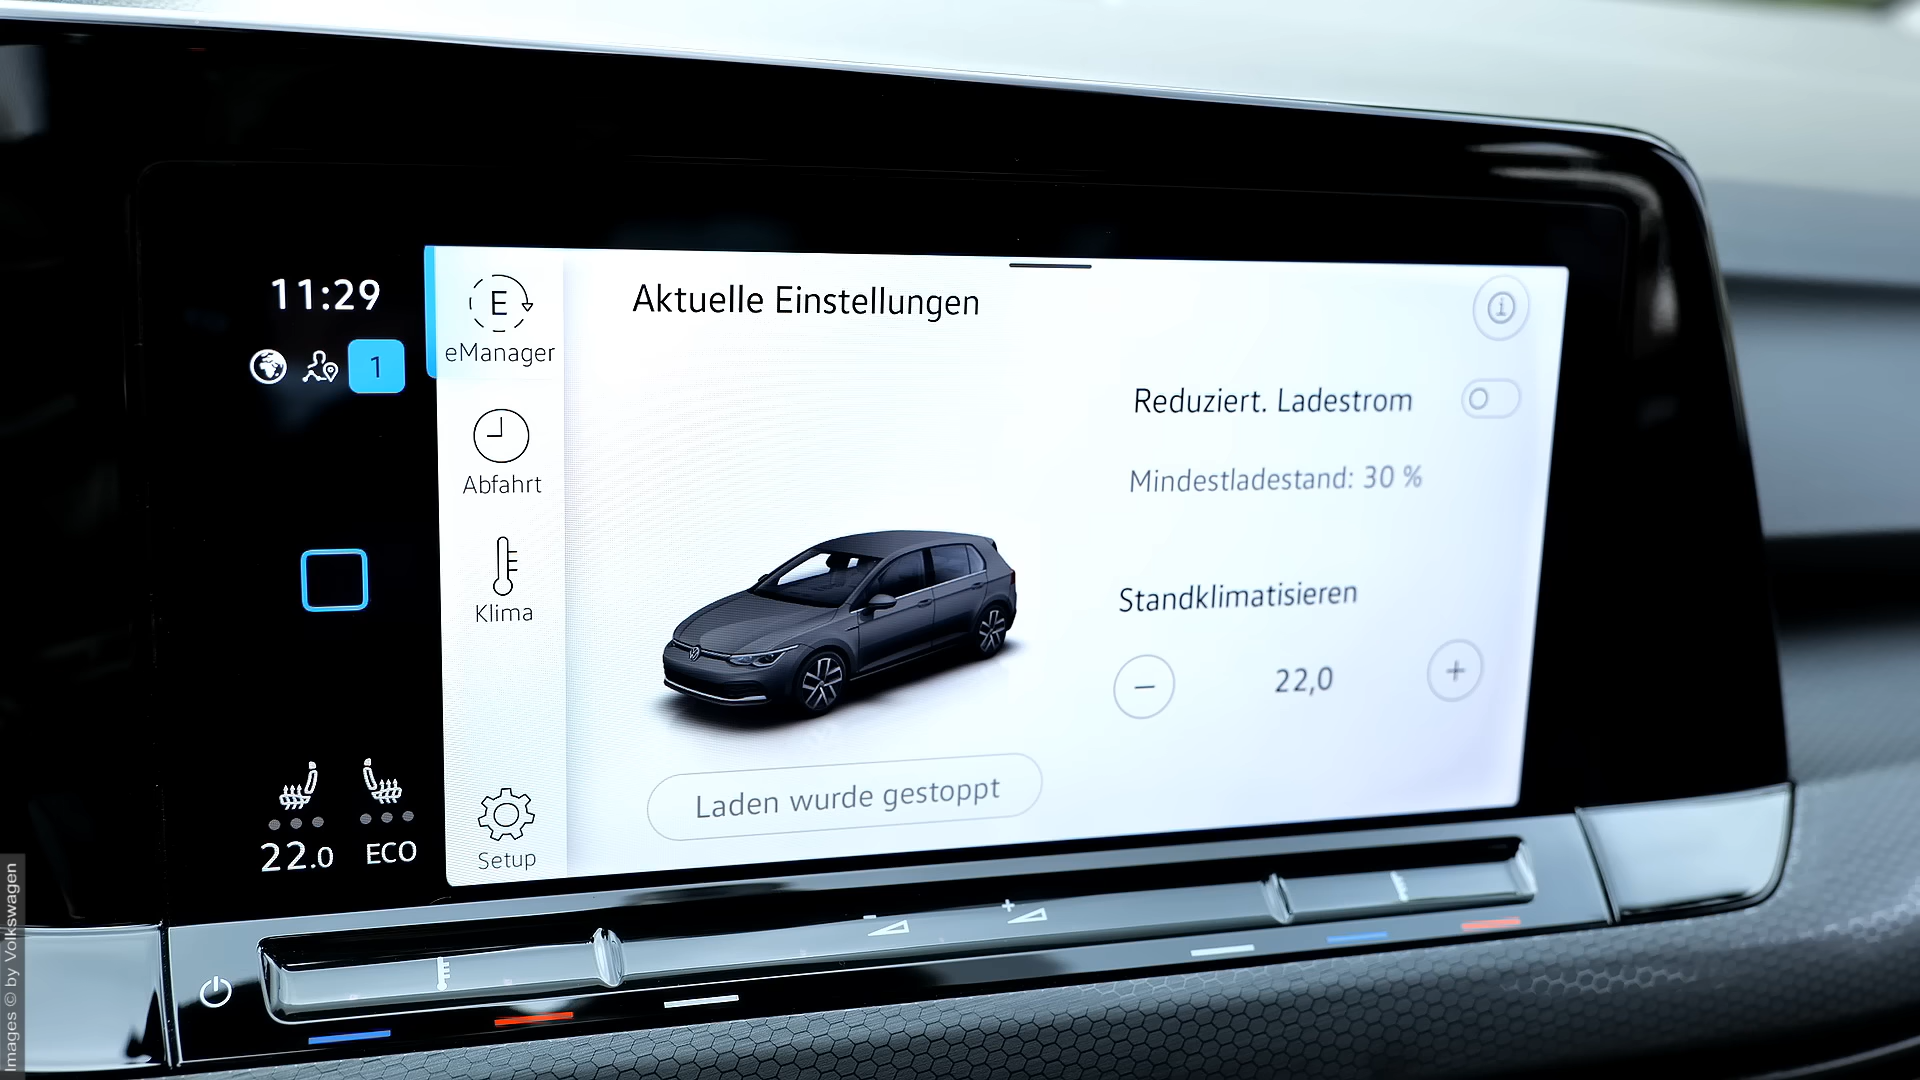 11:29
1
eManager
Abfahrt
Klima
Setup
22.0
ECO
Aktuelle Einstellungen
Reduziert. Ladestrom
Mindestladestand: 30 %
Standklimatisieren
− 22,0 +
Laden wurde gestoppt
E
i
− +
Images © by Volkswagen